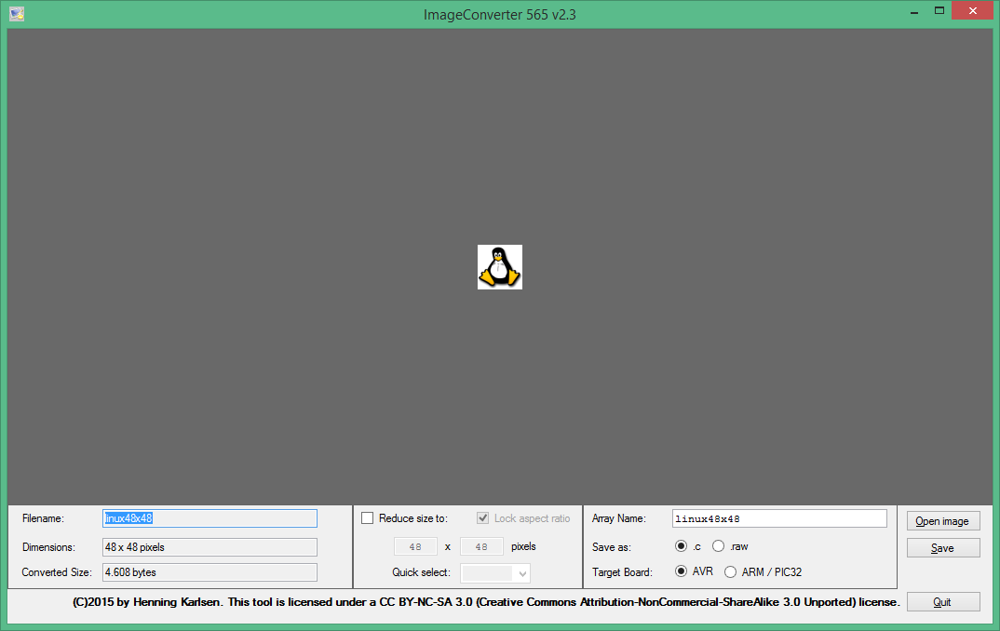 ImageConverter 565 v2.3
Filename: linux48x48
Dimensions: 48 x 48 pixels
Converted Size: 4.608 bytes
Reduce size to: Lock aspect ratio
48 x 48 pixels
Quick select:
Array Name: linux48x48
Save as: .c .raw
Target Board: AVR ARM / PIC32
Open image
Save
(C)2015 by Henning Karlsen. This tool is licensed under a CC BY-NC-SA 3.0 (Creative Commons Attribution-NonCommercial-ShareAlike 3.0 Unported) license.
Quit